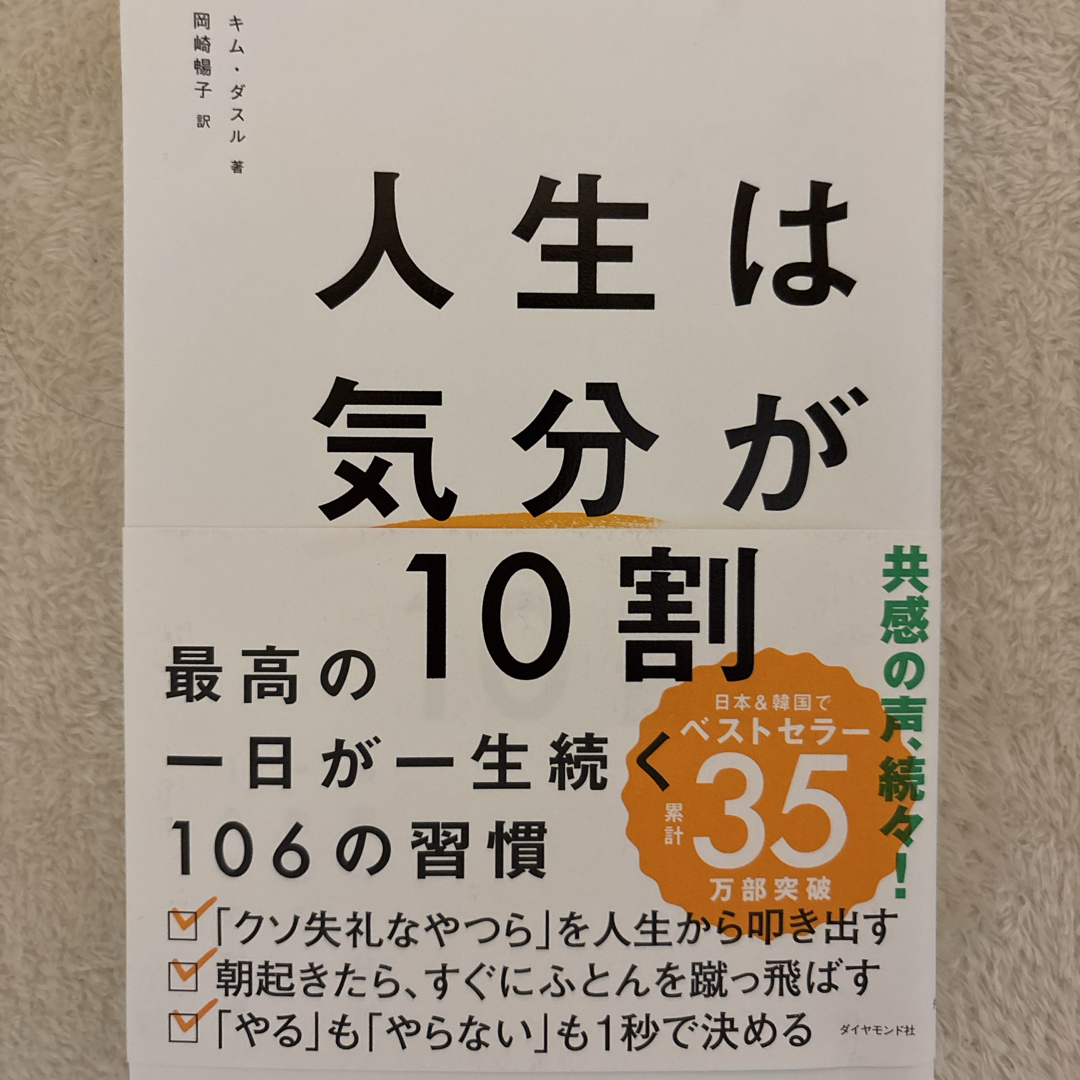 キム・ダスル 著
岡崎暢子 訳
人生は
気分が
10割
最高の
一日が一生続く
106の習慣
日本&韓国で
ベストセラー
累計
35
万部突破
共感の声、続々!
「クソ失礼なやつら」を人生から叩き出す
朝起きたら、すぐにふとんを蹴っ飛ばす
「やる」も「やらない」も1秒で決める
ダイヤモンド社